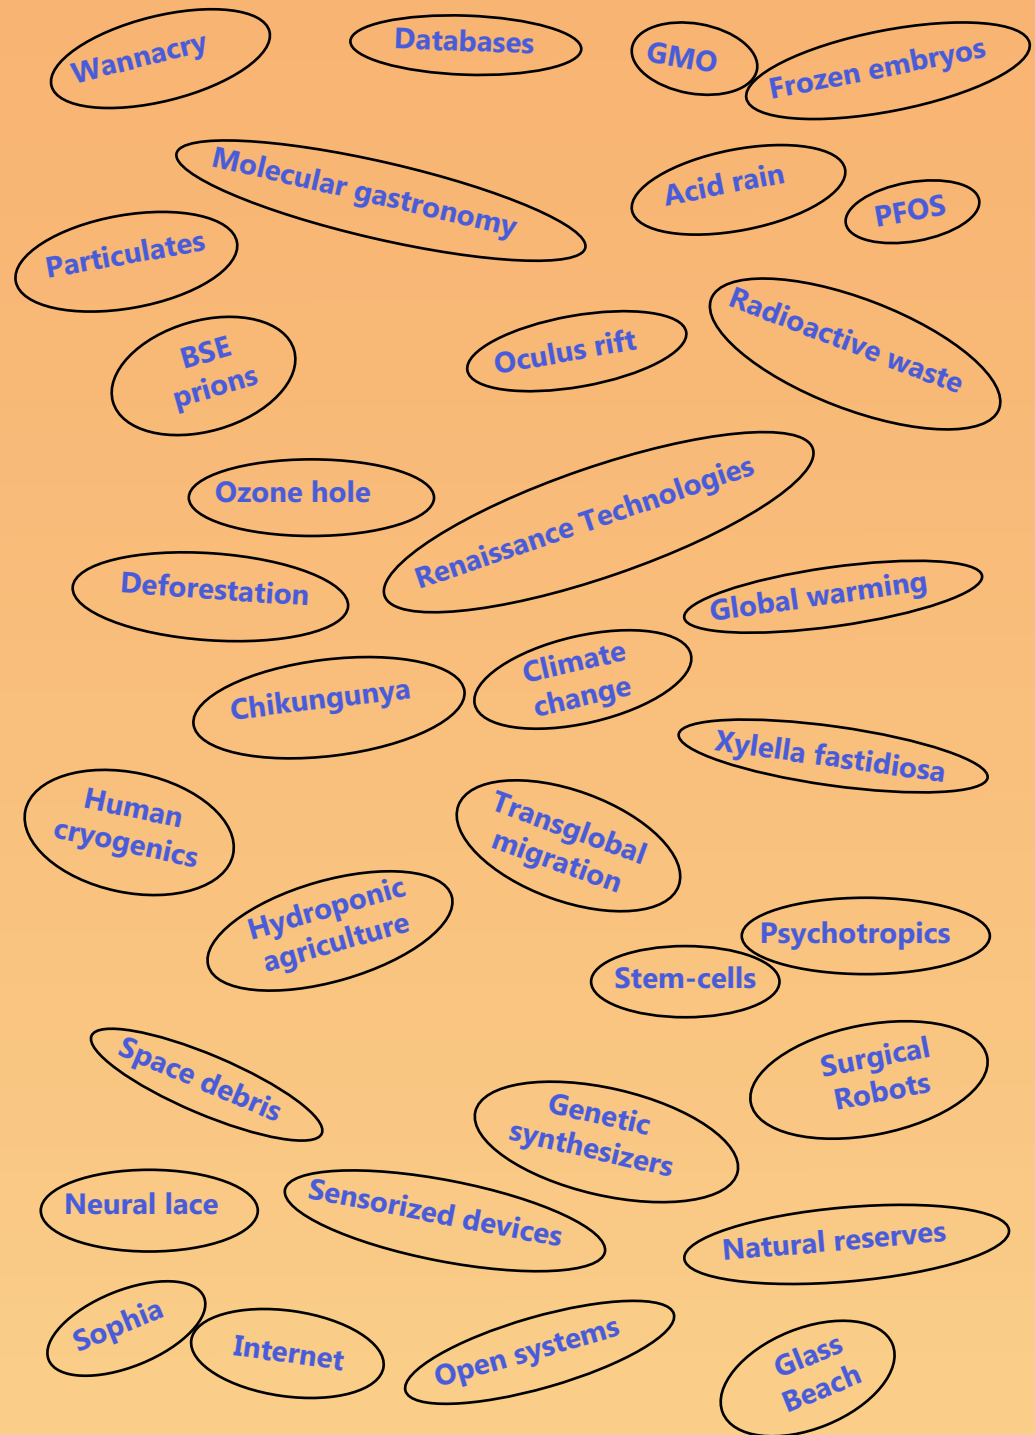 Wannacry
Databases
GMO
Frozen embryos
Molecular gastronomy
Acid rain
PFOS
Particulates
BSE
prions
Oculus rift
Radioactive waste
Ozone hole
Renaissance Technologies
Deforestation
Global warming
Chikungunya
Climate
change
Xylella fastidiosa
Human
cryogenics
Transglobal
migration
Hydroponic
agriculture
Psychotropics
Stem-cells
Space debris
Surgical
Robots
Genetic
synthesizers
Neural lace
Sensorized devices
Natural reserves
Sophia
Internet
Open systems
Glass
Beach